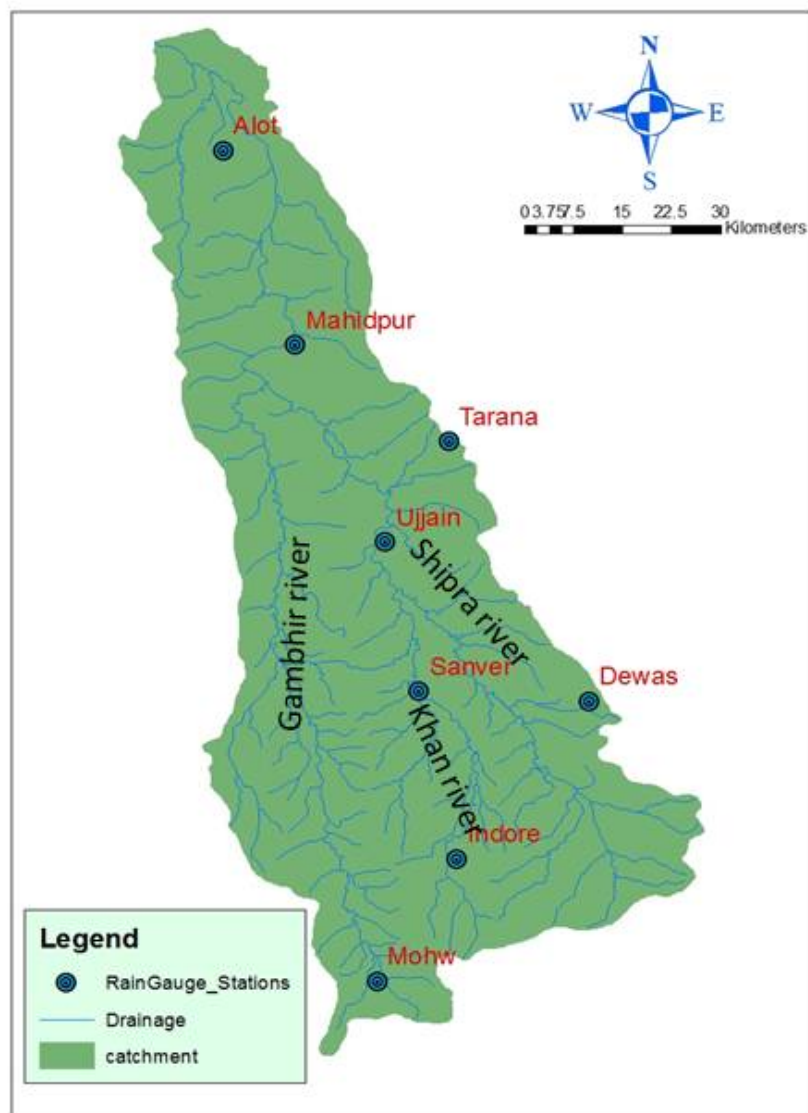 N
W E
S
0 3.75 7.5 15 22.5 30
Kilometers
Alot
Mahidpur
Tarana
Ujjain
Shipra river
Gambhir river
Sanver
Dewas
Khan river
Indore
Mohw
Legend
RainGauge_Stations
Drainage
catchment